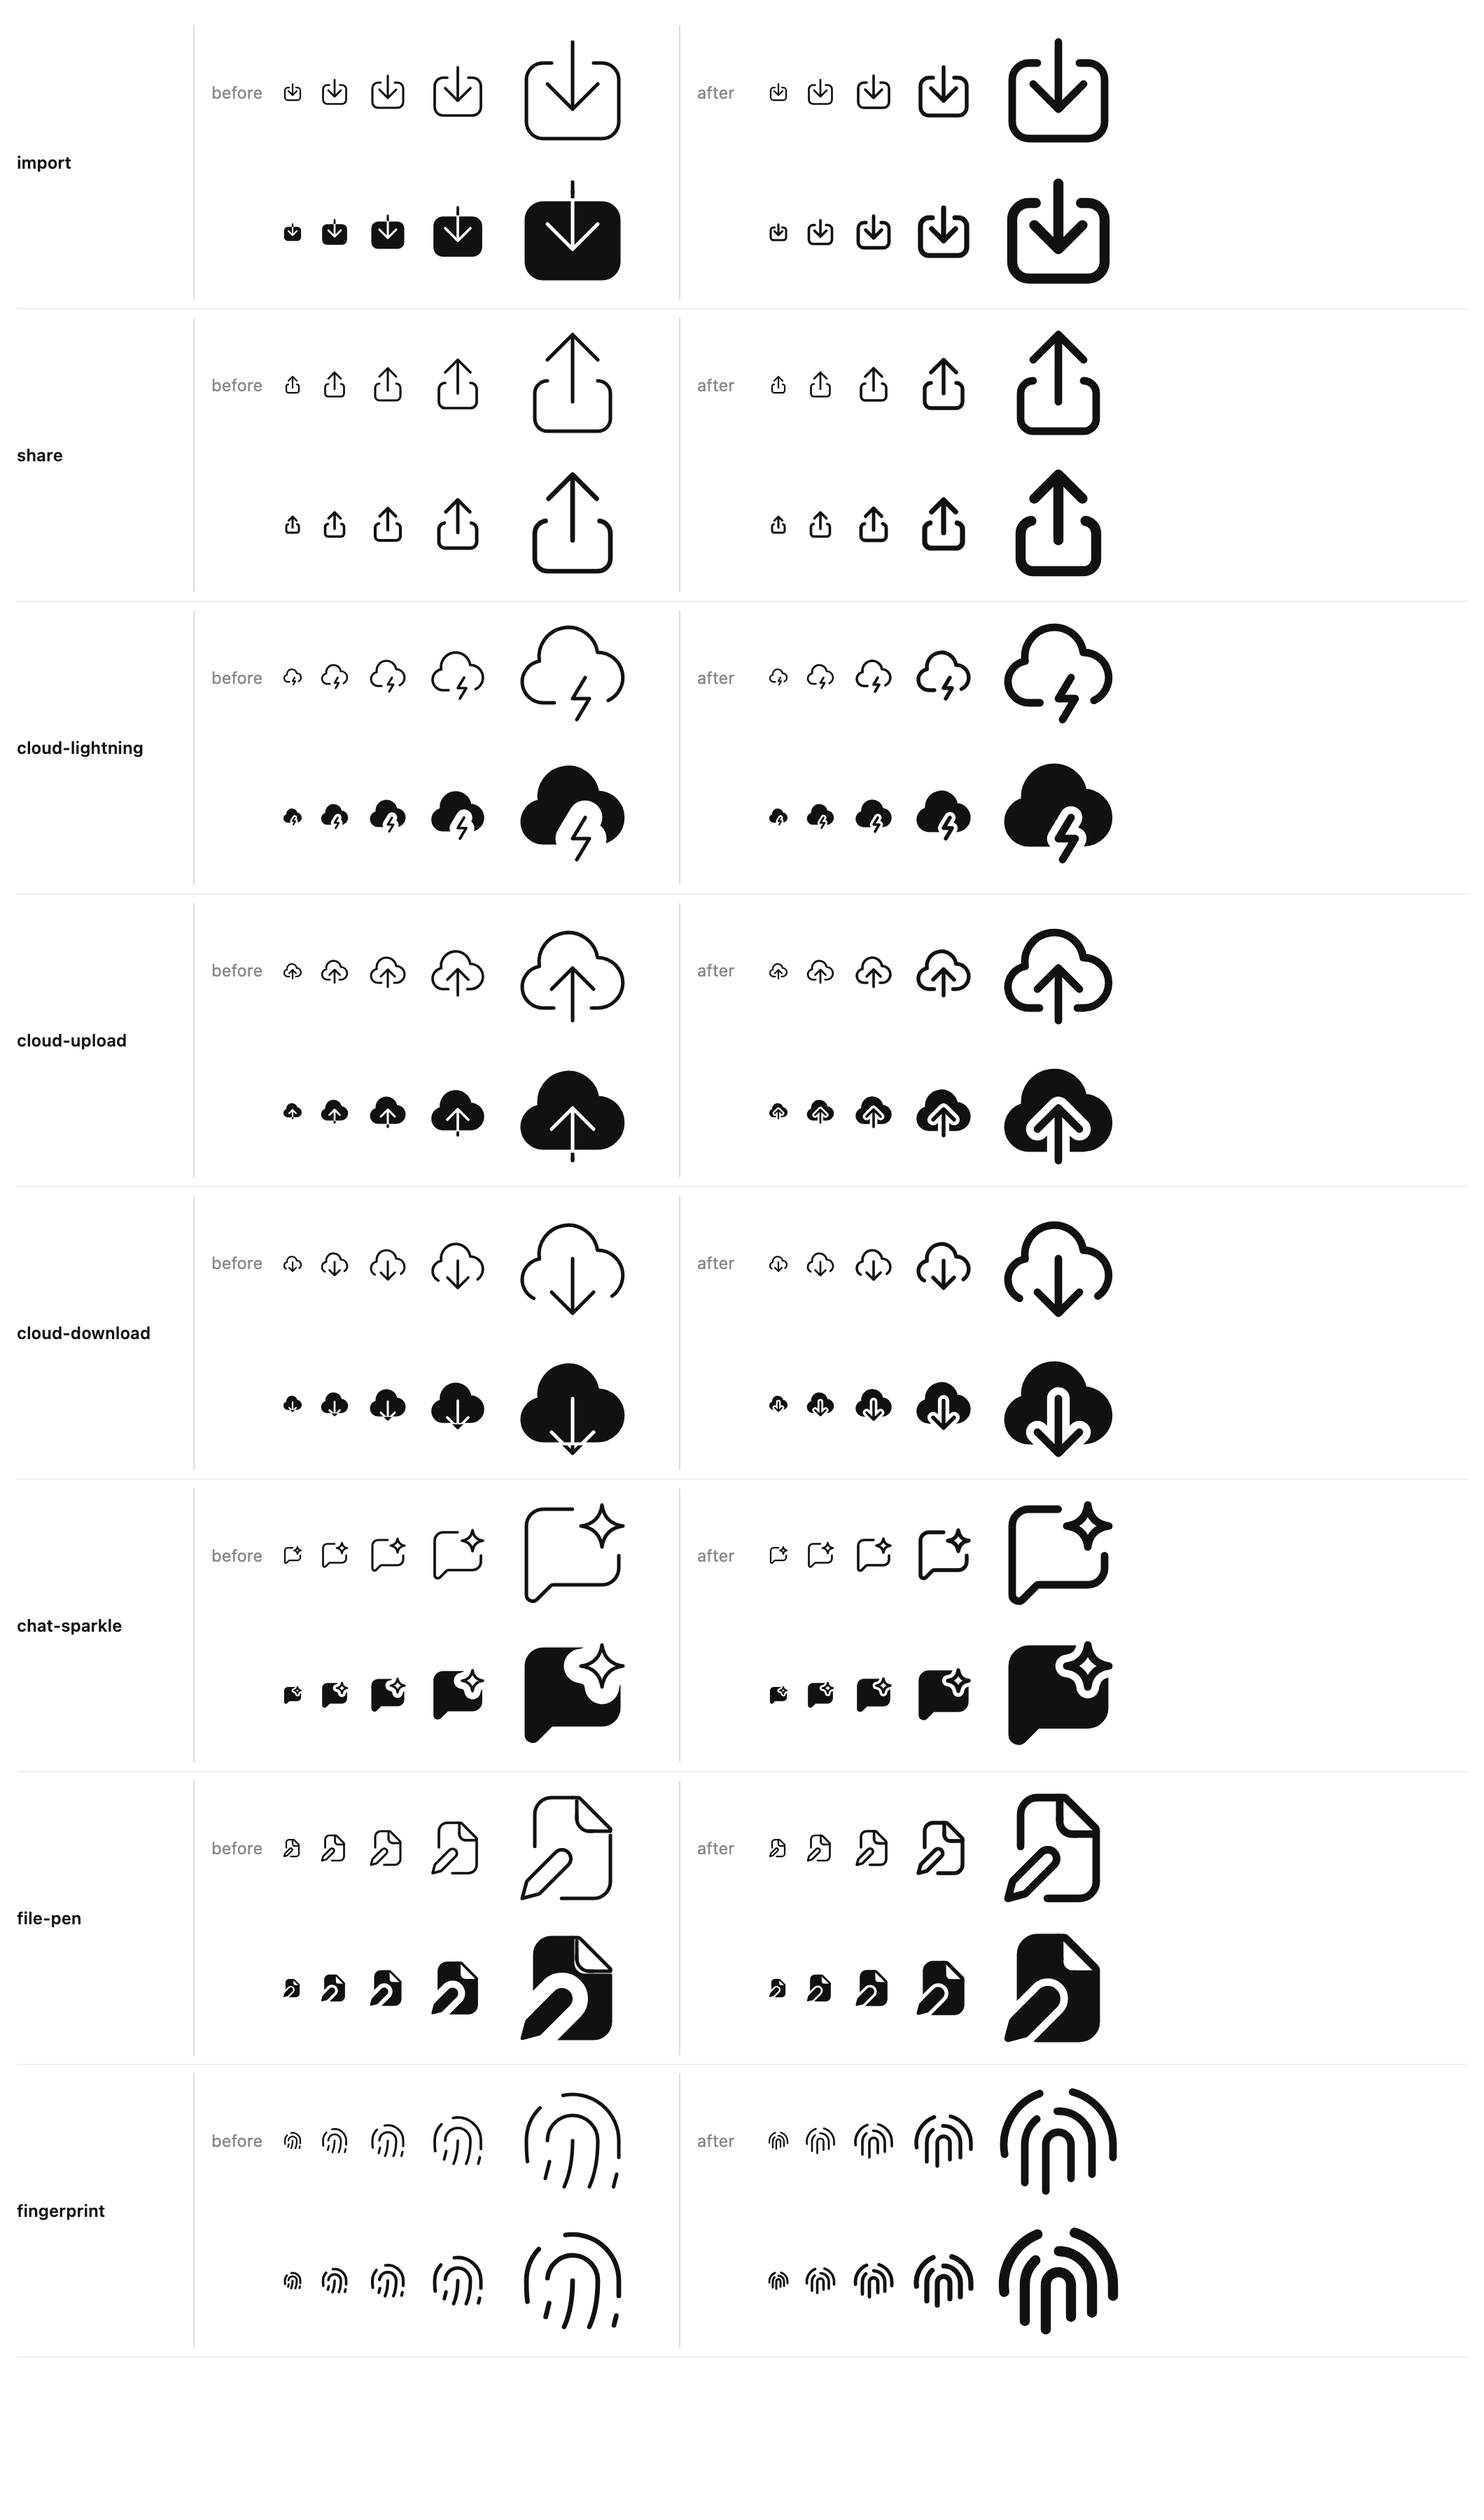 before
after
import
before
after
share
before
after
cloud-lightning
before
after
cloud-upload
before
after
cloud-download
before
after
chat-sparkle
before
after
file-pen
before
after
fingerprint